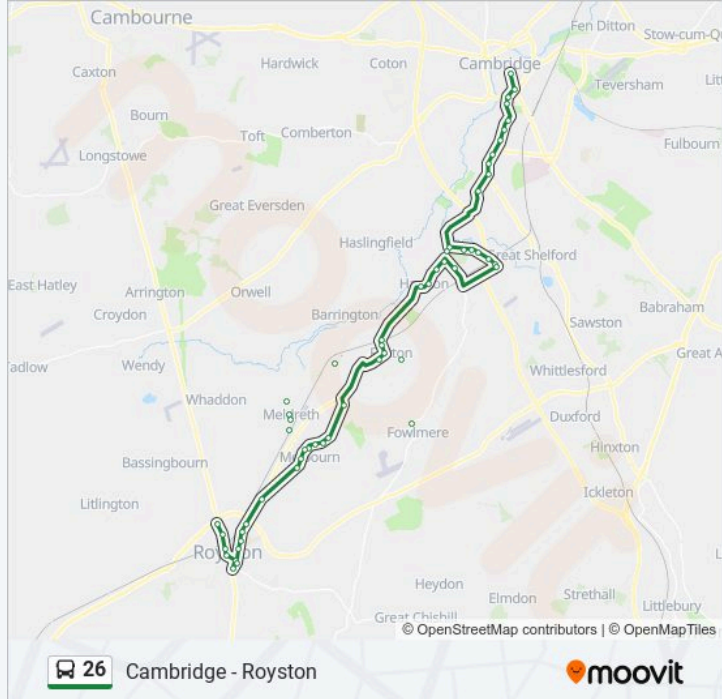 Cambourne
Fen Ditton
Stow-cum-Qu
Cambridge
Hardwick
Coton
Caxton
Teversham
Bourn
Toft
Comberton
Fulbourn
Longstowe
Great Eversden
Haslingfield
Great Shelford
East Hatley
Arrington
Orwell
Croydon
Barrington
Babraham
Sawston
Tadlow
Wendy
Great A
Whittlesford
Whaddon
Meldreth
Duxford
Fowlmere
Hinxton
Bassingbourn
Ickleton
Litlington
Royston
Heydon
Elmdon
Strethall
Littlebury
Great Chishill
© OpenStreetMap contributors | © OpenMapTiles
26
Cambridge - Royston
moovit